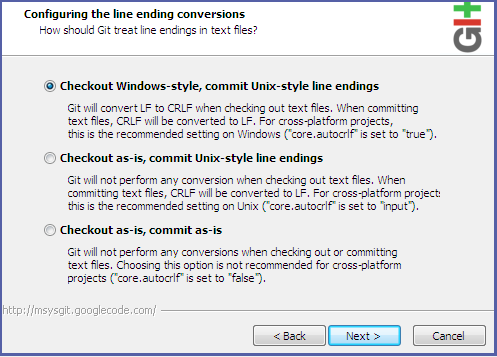 Configuring the line ending conversions
How should Git treat line endings in text files?
Checkout Windows-style, commit Unix-style line endings
Git will convert LF to CRLF when checking out text files. When committing
text files, CRLF will be converted to LF. For cross-platform projects,
this is the recommended setting on Windows ("core.autocrlf" is set to "true").
Checkout as-is, commit Unix-style line endings
Git will not perform any conversion when checking out text files. When
committing text files, CRLF will be converted to LF. For cross-platform projects
this is the recommended setting on Unix ("core.autocrlf" is set to "input").
Checkout as-is, commit as-is
Git will not perform any conversions when checking out or committing
text files. Choosing this option is not recommended for cross-platform
projects ("core.autocrlf" is set to "false").
http://msysgit.googlecode.com/
< Back
Next >
Cancel